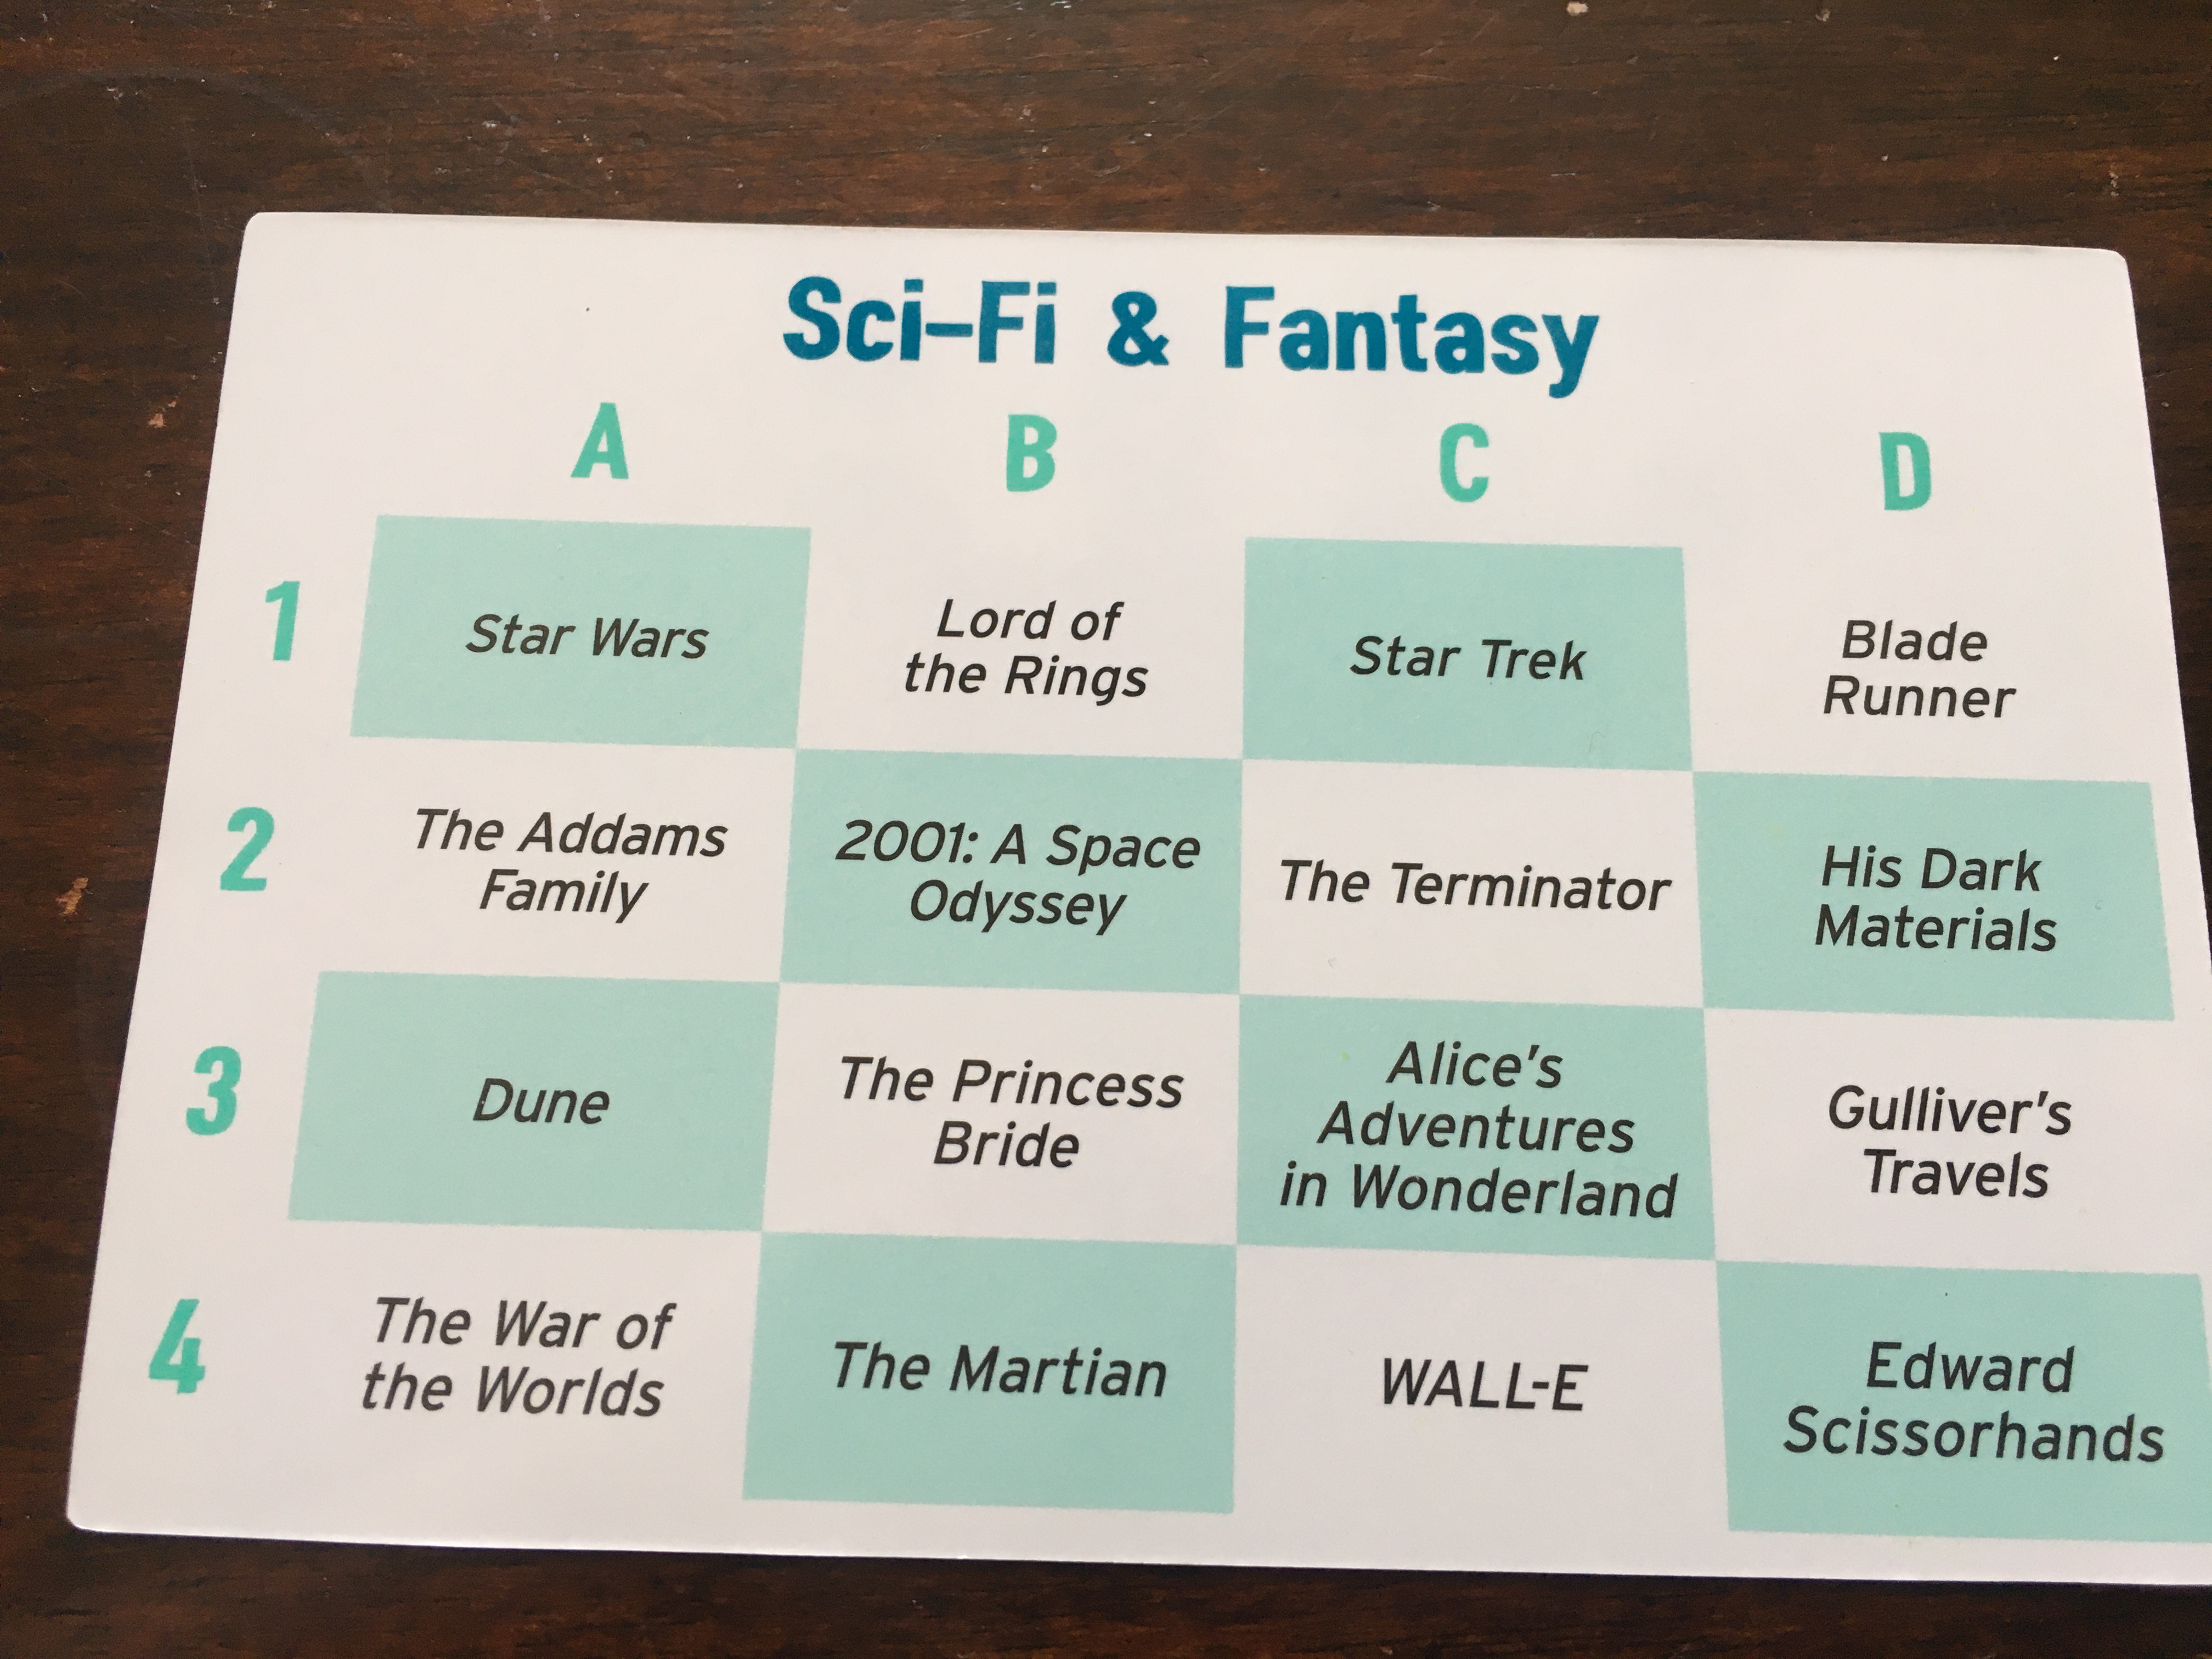 Sci-Fi & Fantasy
A B C D
1
Star Wars
Lord of
the Rings
Star Trek
Blade
Runner
2
The Addams
Family
2001: A Space
Odyssey
The Terminator
His Dark
Materials
3
Dune
The Princess
Bride
Alice's
Adventures
in Wonderland
Gulliver's
Travels
4
The War of
the Worlds
The Martian
WALL-E
Edward
Scissorhands